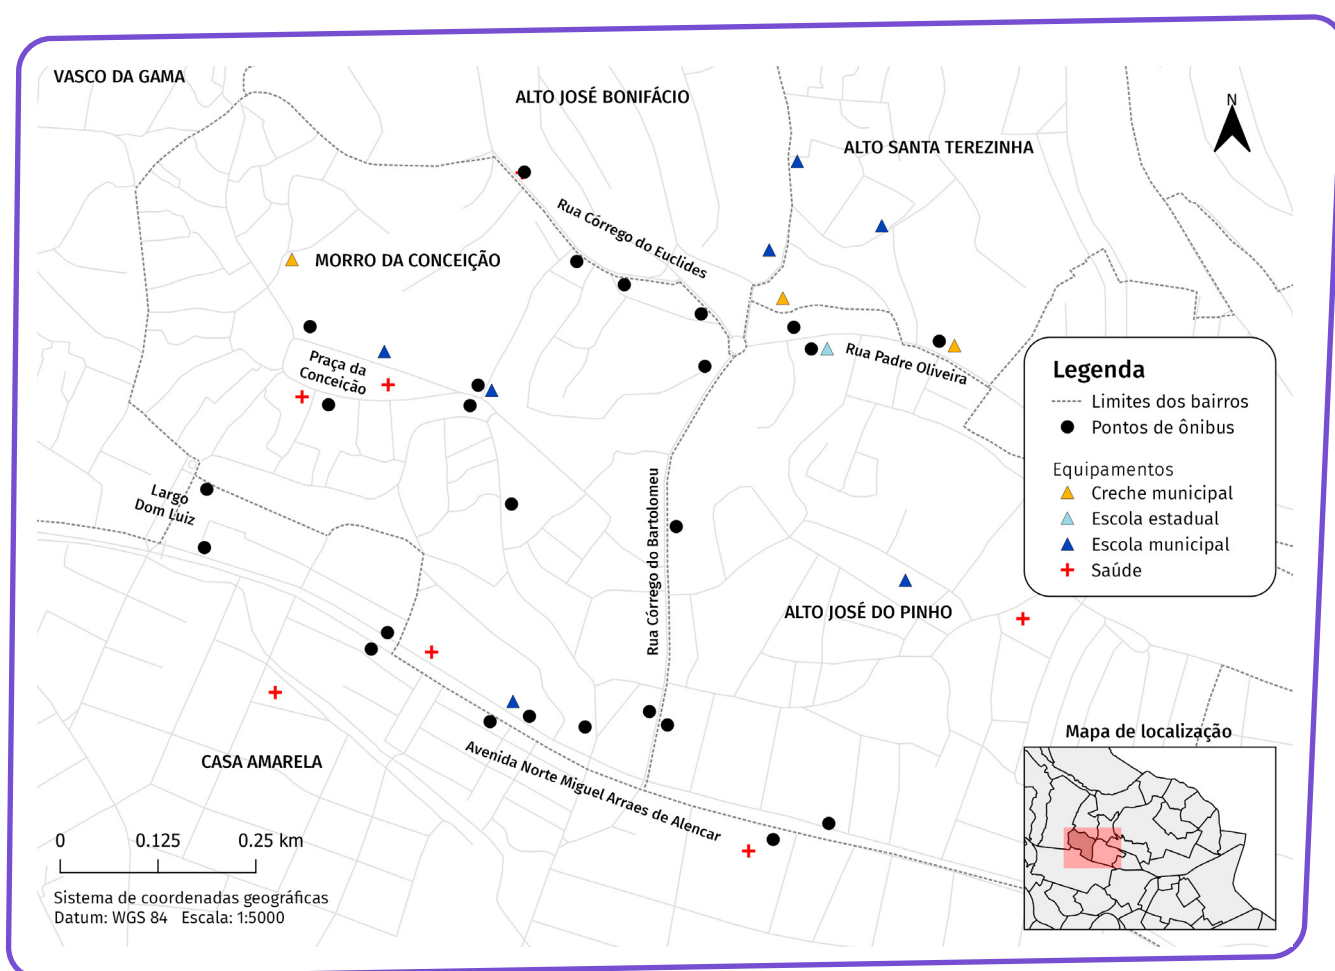 VASCO DA GAMA
ALTO JOSÉ BONIFÁCIO
N
ALTO SANTA TEREZINHA
Rua Córrego do Euclides
MORRO DA CONCEIÇÃO
Praça da
Conceição
Rua Padre Oliveira
Legenda
Limites dos bairros
Pontos de ônibus
Equipamentos
Creche municipal
Escola estadual
Escola municipal
Saúde
Largo
Dom Luiz
Rua Córrego do Bartolomeu
ALTO JOSÉ DO PINHO
CASA AMARELA
Avenida Norte Miguel Arraes de Alencar
Mapa de localização
0 0.125 0.25 km
Sistema de coordenadas geográficas
Datum: WGS 84 Escala: 1:5000